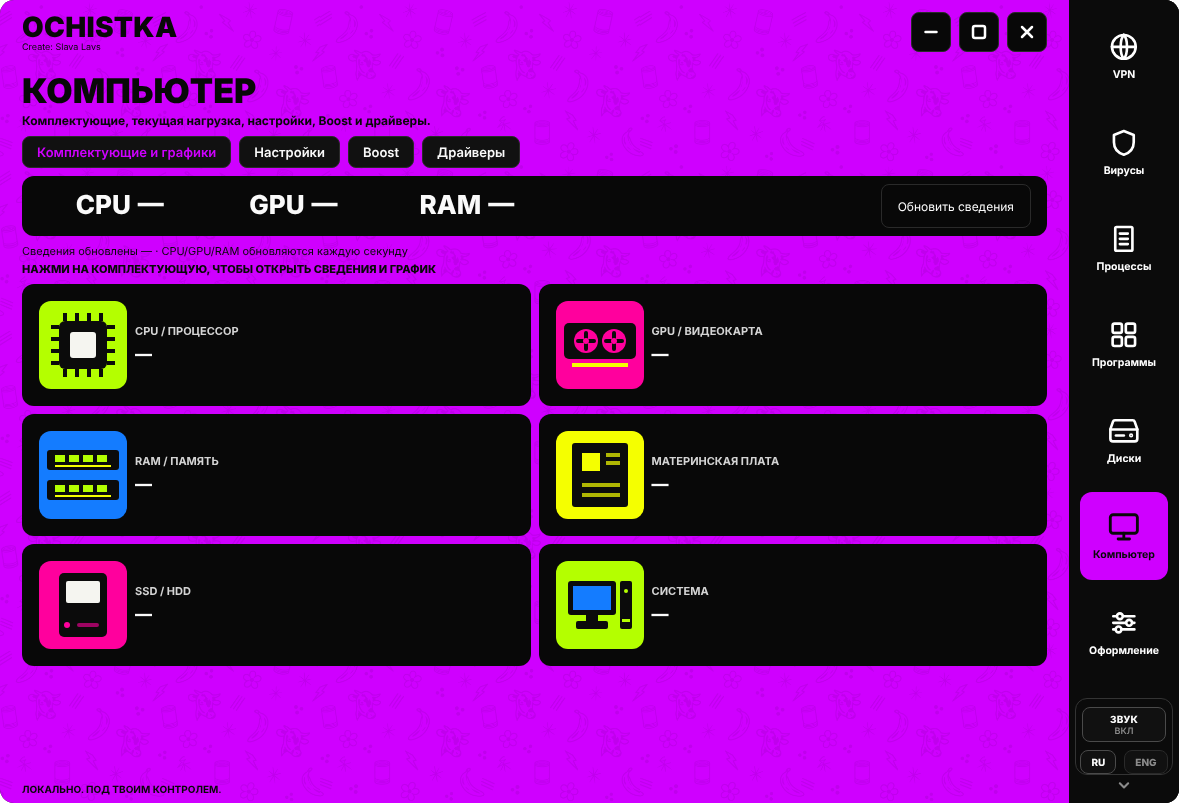 OCHISTKA
Create: Slava Lavs
КОМПЬЮТЕР
Комплектующие, текущая нагрузка, настройки, Boost и драйверы.
Комплектующие и графики
Настройки
Boost
Драйверы
CPU —
GPU —
RAM —
Обновить сведения
Сведения обновлены — · CPU/GPU/RAM обновляются каждую секунду
НАЖМИ НА КОМПЛЕКТУЮЩУЮ, ЧТОБЫ ОТКРЫТЬ СВЕДЕНИЯ И ГРАФИК
CPU / ПРОЦЕССОР
—
GPU / ВИДЕОКАРТА
—
RAM / ПАМЯТЬ
—
МАТЕРИНСКАЯ ПЛАТА
—
SSD / HDD
—
СИСТЕМА
—
ЛОКАЛЬНО. ПОД ТВОИМ КОНТРОЛЕМ.
VPN
Вирусы
Процессы
Программы
Диски
Компьютер
Оформление
ЗВУК
ВКЛ
RU
ENG